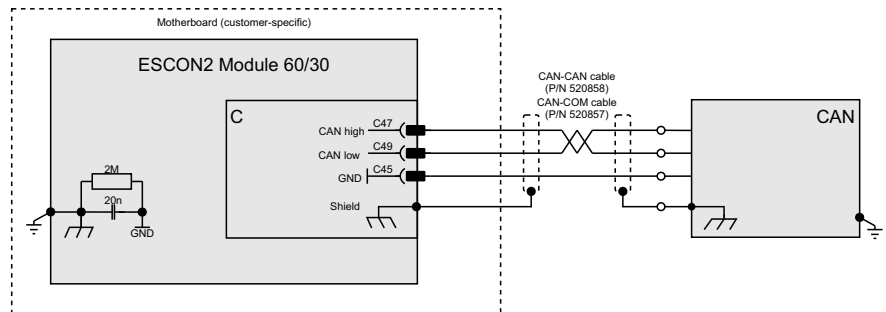 Motherboard (customer-specific)
ESCON2 Module 60/30
CAN-CAN cable
(P/N 520858)
CAN-COM cable
(P/N 520857)
C
CAN
CAN high
C47
CAN low
C49
GND
C45
Shield
2M
20n
GND